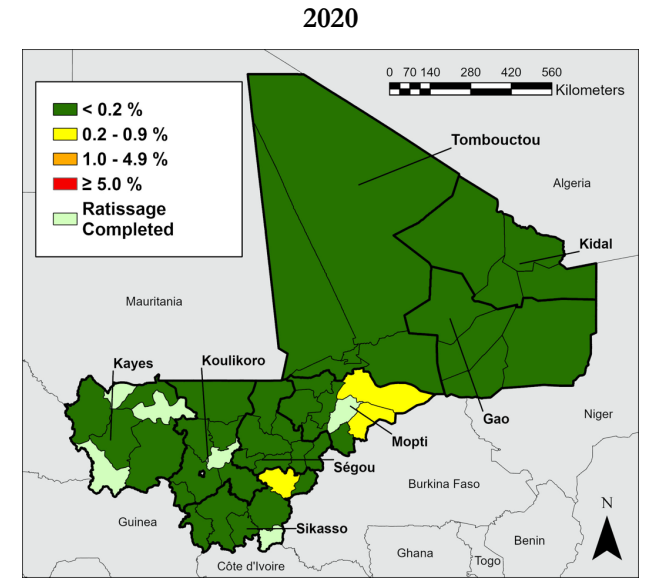 2020
0 70 140 280 420 560
Kilometers
< 0.2 %
0.2 - 0.9 %
1.0 - 4.9 %
≥ 5.0 %
Ratissage
Completed
Tombouctou
Algeria
Kidal
Mauritania
Kayes
Koulikoro
Gao
Niger
Mopti
Ségou
Burkina Faso
Guinea
Sikasso
N
Benin
Ghana
Togo
Côte d'Ivoire